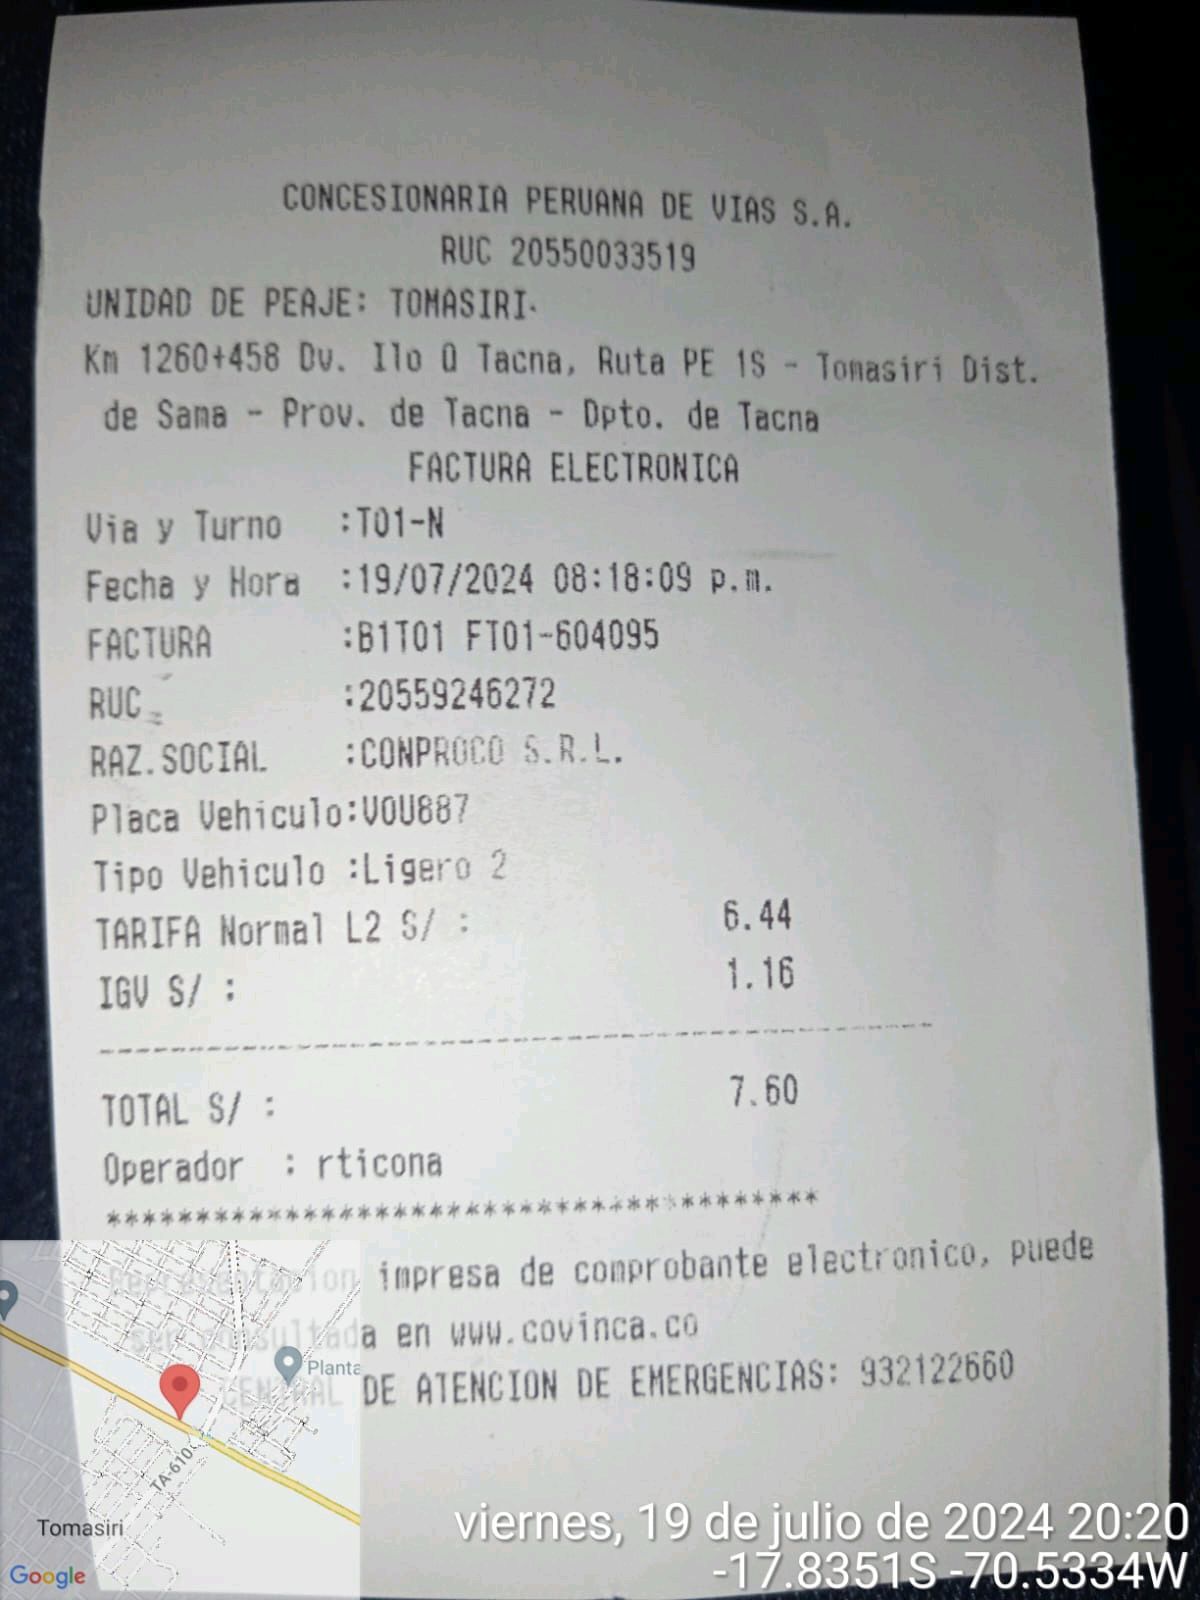 CONCESIONARIA PERUANA DE VIAS S.A.
RUC 20550033519
UNIDAD DE PEAJE: TOMASIRI.
Km 1260+458 Dv. Ilo Q Tacna, Ruta PE 1S - Tomasiri Dist.
de Sama - Prov. de Tacna - Dpto. de Tacna
FACTURA ELECTRONICA
Via y Turno :T01-N
Fecha y Hora :19/07/2024 08:18:09 p.m.
FACTURA :B1T01 FT01-604095
RUC :20559246272
RAZ.SOCIAL :CONPROCO S.R.L.
Placa Vehiculo:V0U887
Tipo Vehiculo :Ligero 2
TARIFA Normal L2 S/ : 6.44
IGV S/ : 1.16
TOTAL S/ : 7.60
Operador : rticona
****************************************
Representacion impresa de comprobante electronico, puede
ser consultada en www.covinca.co
CENTRAL DE ATENCION DE EMERGENCIAS: 932122660
Planta
TA-610
Tomasiri
Google
viernes, 19 de julio de 2024 20:20
-17.8351S -70.5334W